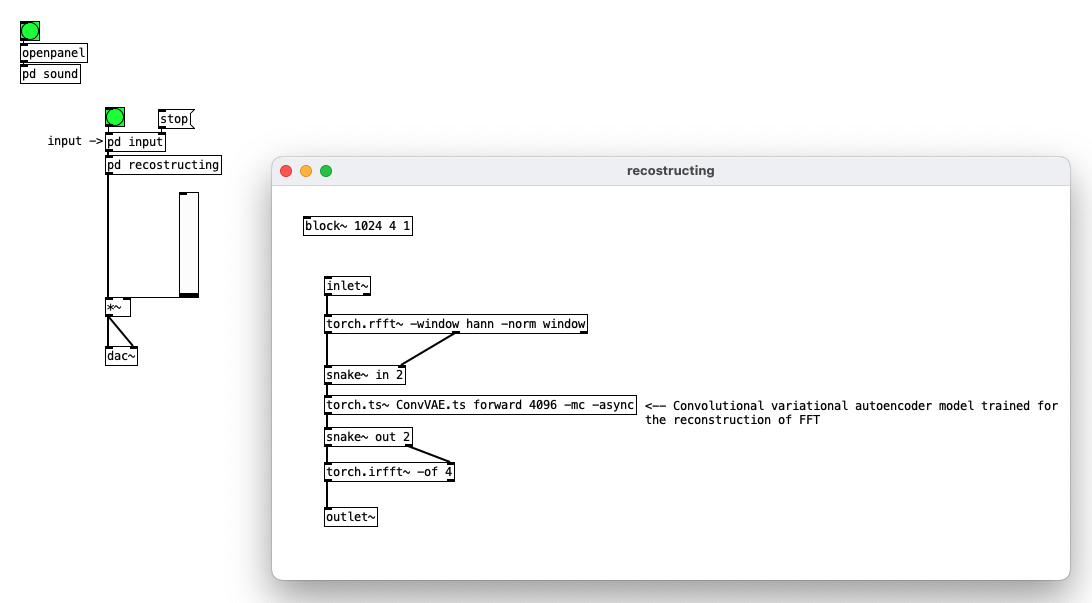 openpanel
pd sound
stop
input ->
pd input
pd recostructing
*~
dac~
recostructing
block~ 1024 4 1
inlet~
torch.rfft~ -window hann -norm window
snake~ in 2
torch.ts~ ConvVAE.ts forward 4096 -mc -async
<-- Convolutional variational autoencoder model trained for
the reconstruction of FFT
snake~ out 2
torch.irfft~ -of 4
outlet~